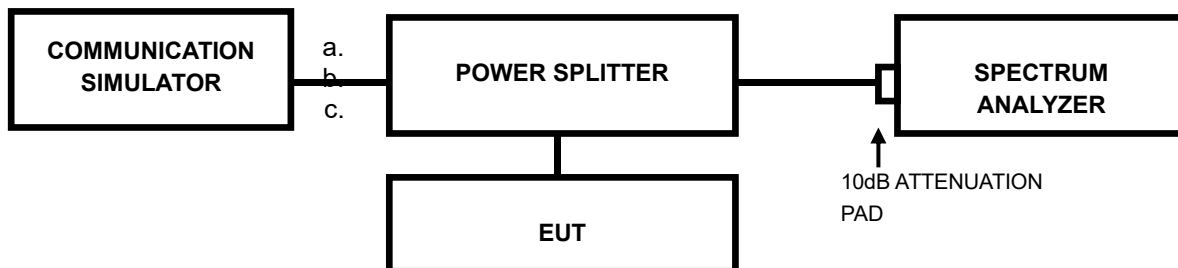 COMMUNICATION
SIMULATOR
a.
b.
c.
POWER SPLITTER
SPECTRUM
ANALYZER
10dB ATTENUATION
PAD
EUT